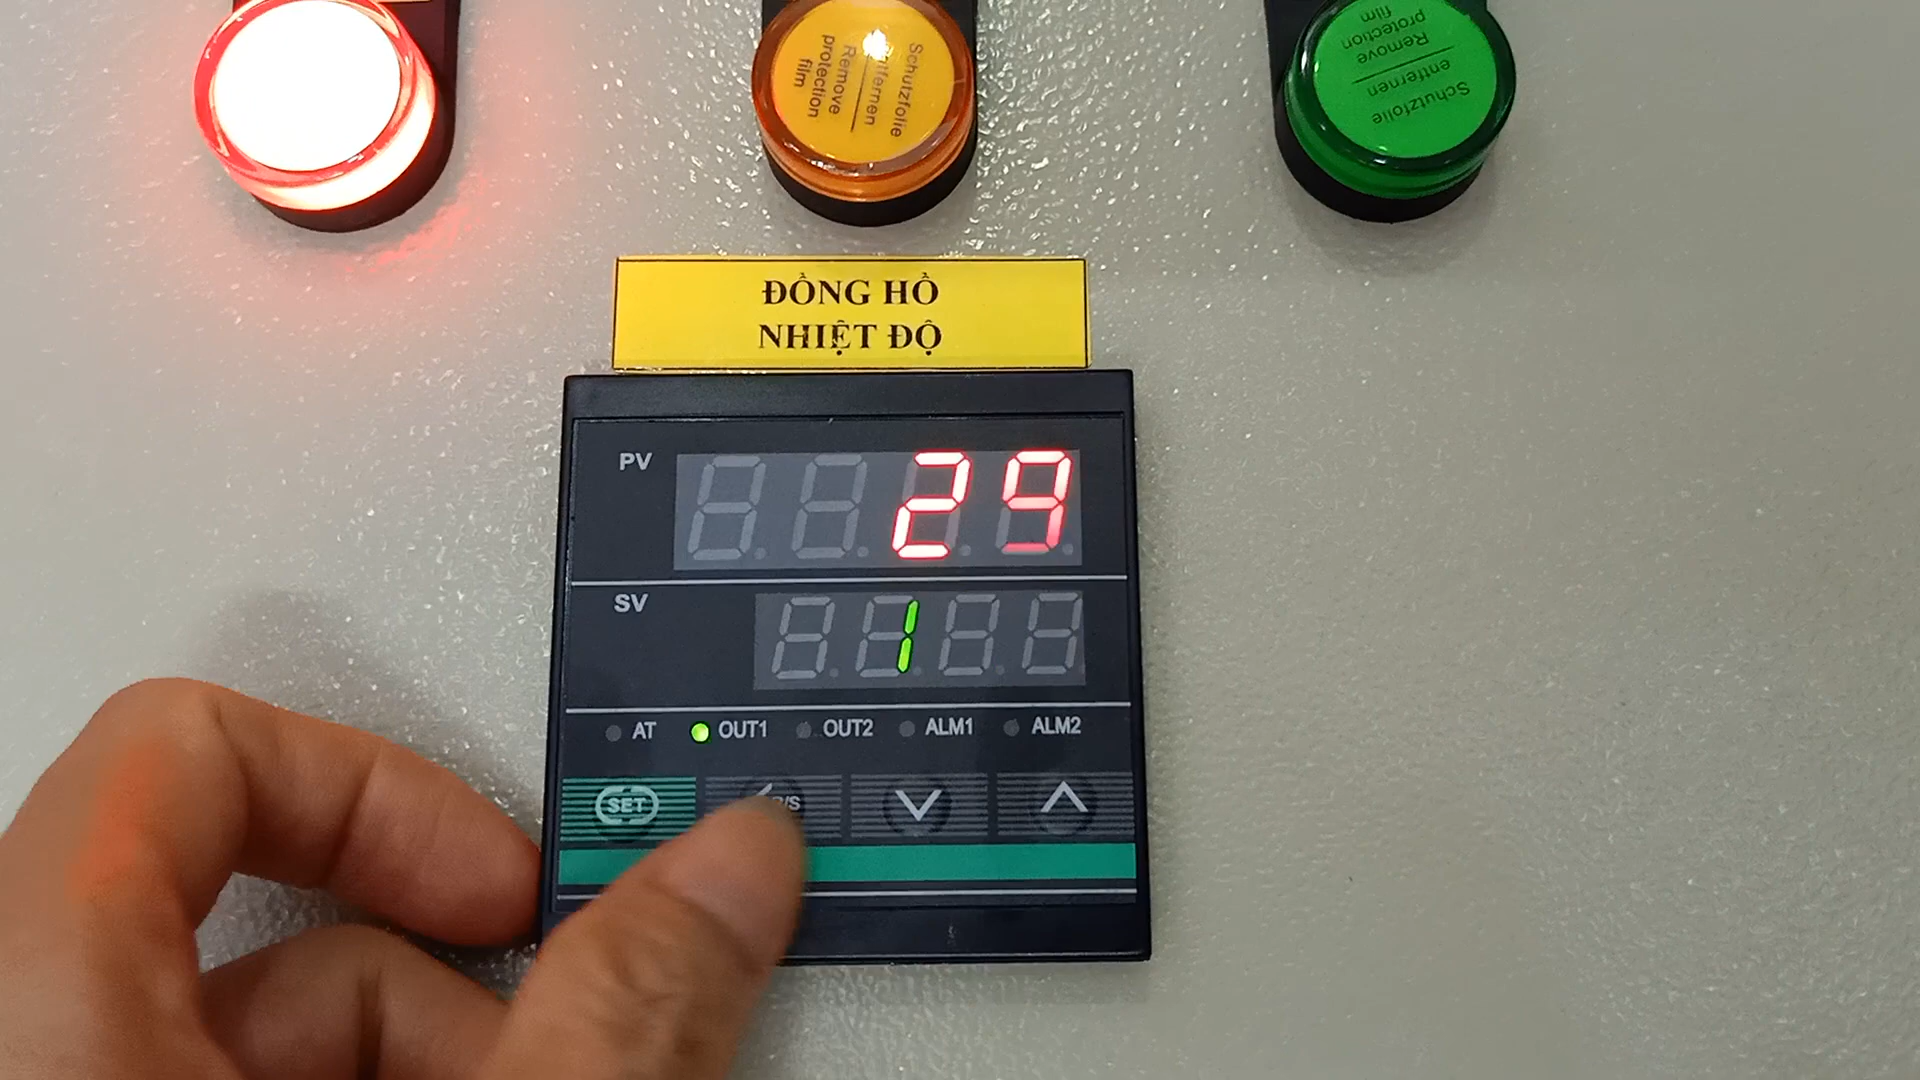 Schutzfolie
entfernen
Remove
protection
film
Schutzfolie
entfernen
Remove
protection
film
ĐỒNG HỒ
NHIỆT ĐỘ
PV 29
SV 1
AT OUT1 OUT2 ALM1 ALM2
SET